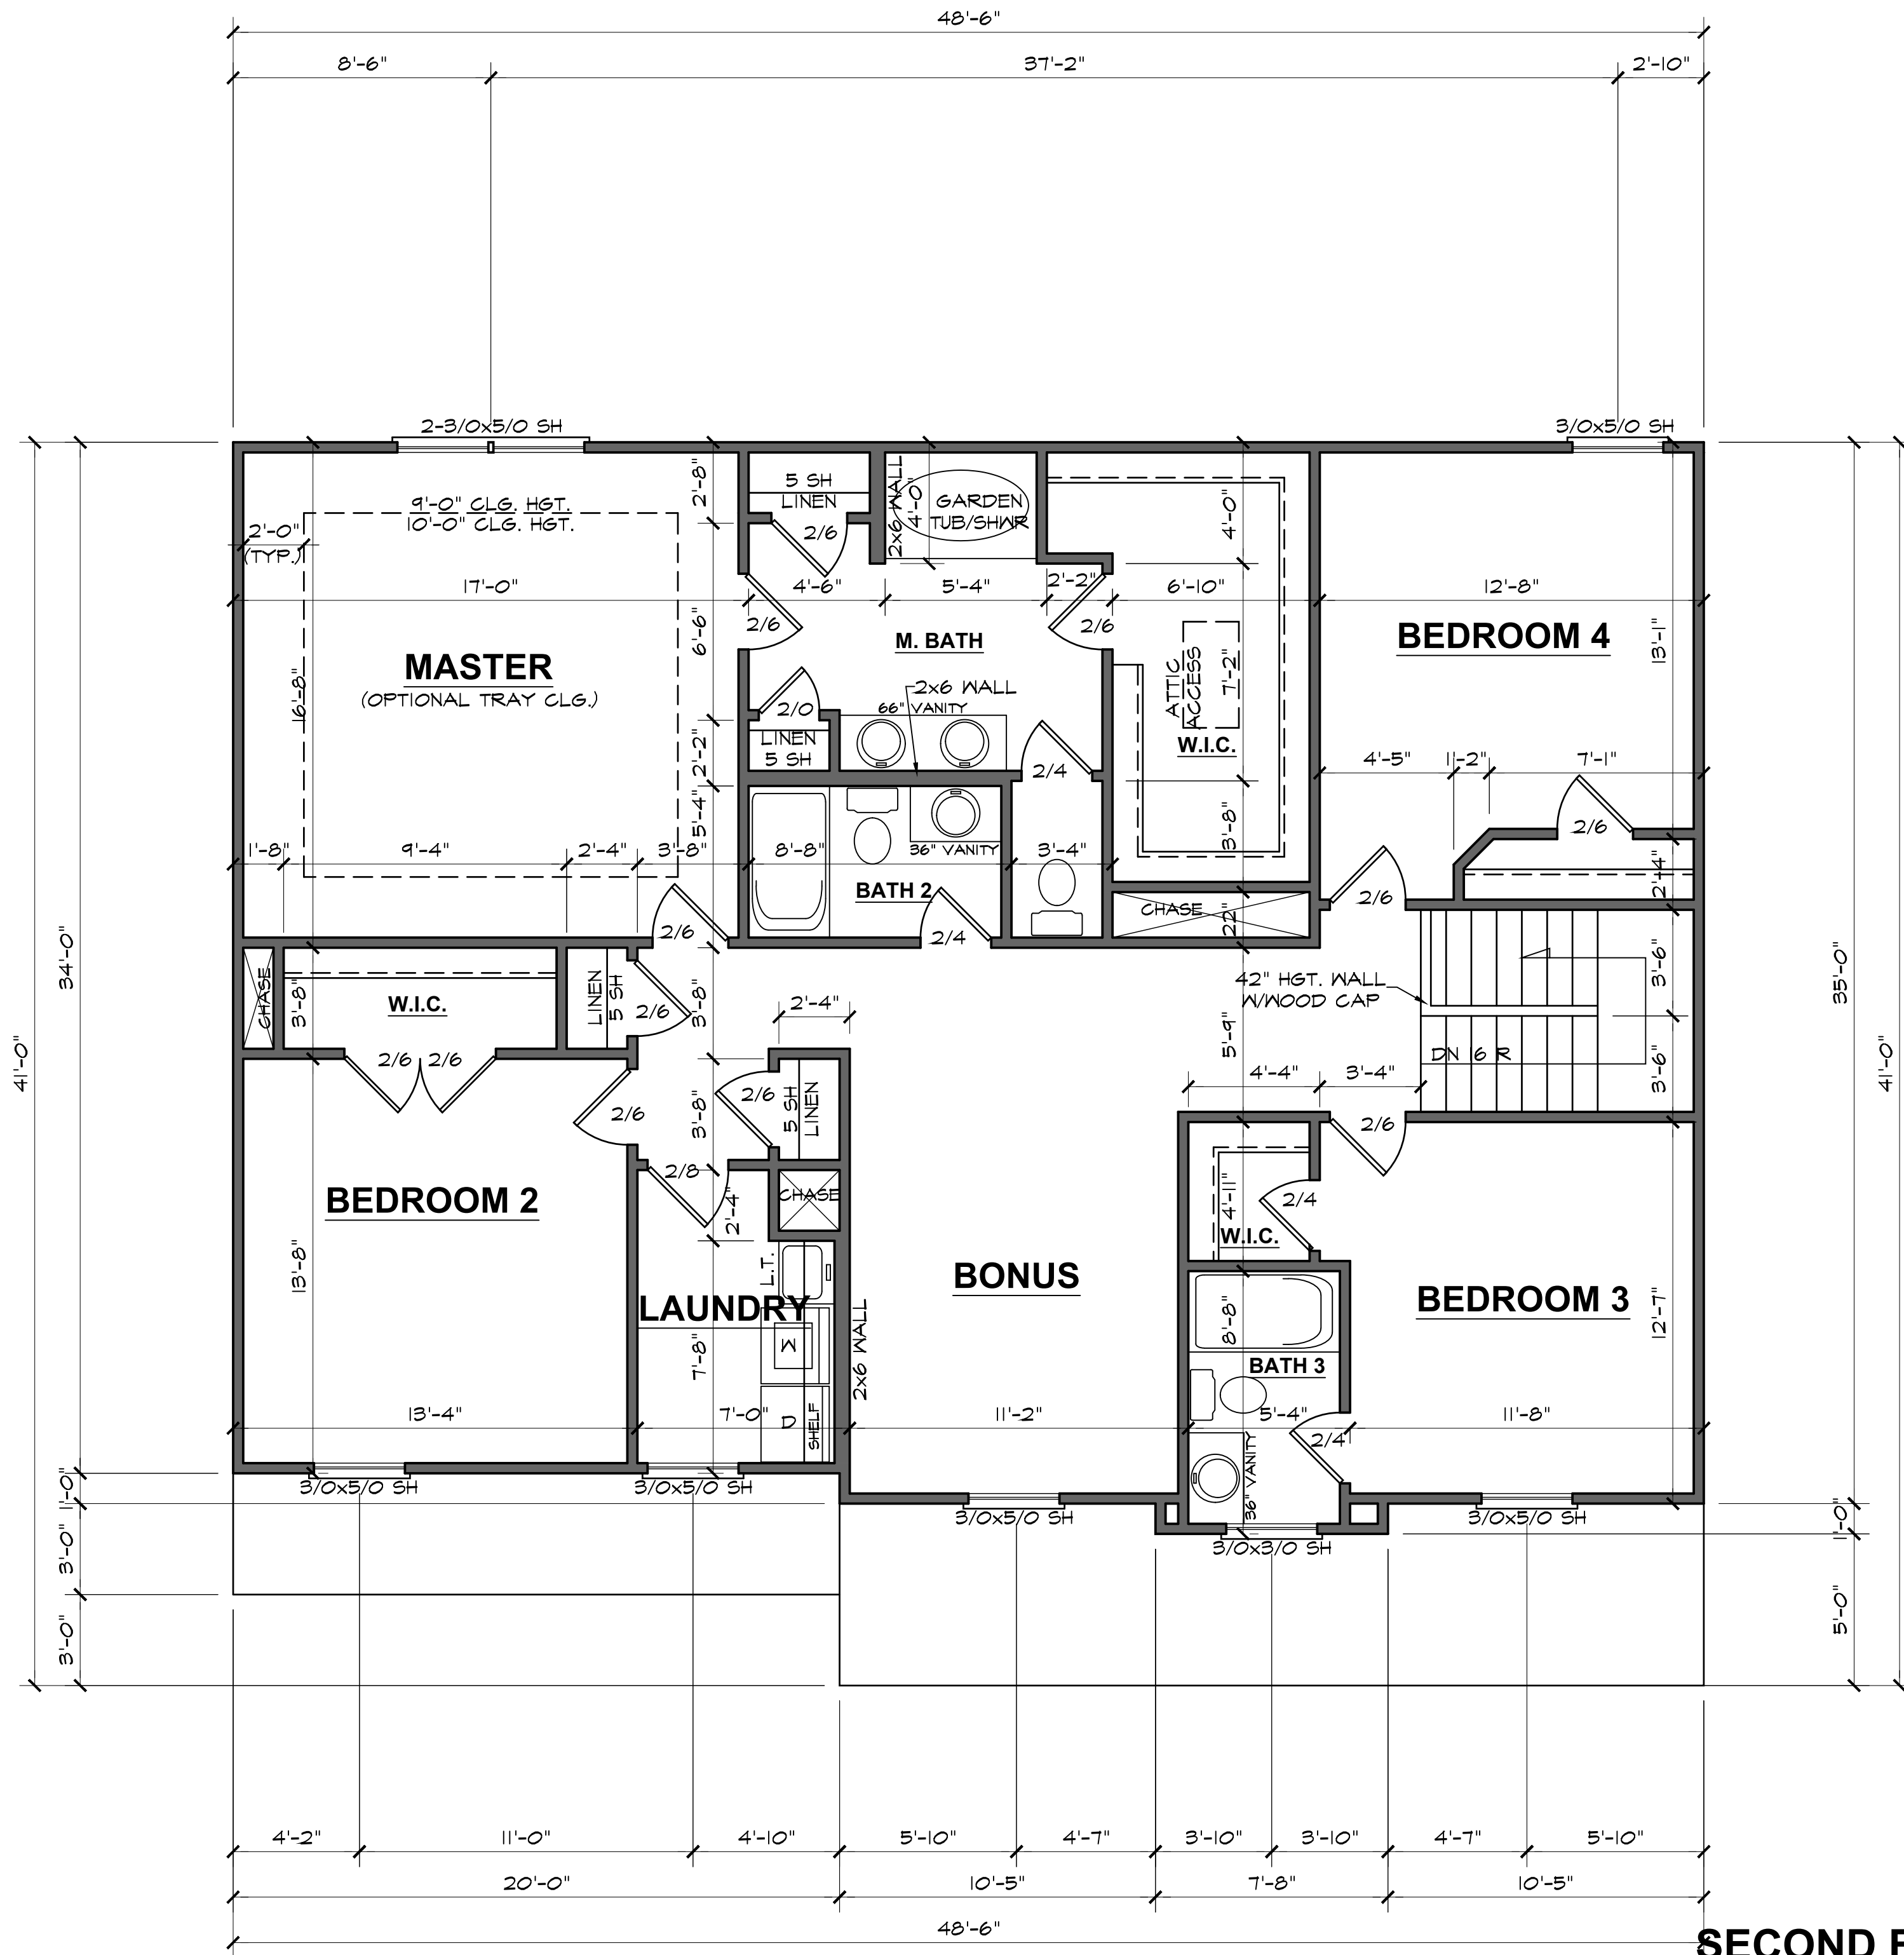 48'-6"
8'-6" 37'-2" 2'-10"
2-3/0x5/0 SH 3/0x5/0 SH
9'-0" CLG. HGT.
10'-0" CLG. HGT.
2'-0"
(TYP.)
2'-8"
5 SH
LINEN
2/6
2x6 WALL
4'-0"
GARDEN
TUB/SHWR
4'-0"
17'-0" 4'-6" 5'-4" 2'-2" 6'-10" 12'-8"
2/6 2/6
6'-6"
M. BATH
BEDROOM 4
13'-1"
MASTER
(OPTIONAL TRAY CLG.)
16'-8"
ATTIC
ACCESS
7'-2"
W.I.C.
2x6 WALL
66" VANITY
2/0
LINEN
5 SH
2'-2"
2/4
4'-5" 1'-2" 7'-1"
2/6
5'-4"
3'-8"
1'-8" 9'-4" 2'-4" 3'-8" 8'-8" 36" VANITY 3'-4"
BATH 2
2/6
2'-4"
CHASE
22"
2/6 2/4
34'-0"
35'-0"
41'-0"
41'-0"
CHASE
3'-8"
W.I.C.
LINEN
5 SH
2/6
3'-8"
2'-4"
42" HGT. WALL
W/WOOD CAP
3'-6"
5'-9"
2/6 2/6
DN 16 R
3'-6"
4'-4" 3'-4"
2/6
3'-8"
2/6
5 SH
LINEN
2/6
2/8
2'-4"
CHASE
4'-11"
2/4
W.I.C.
BEDROOM 2
13'-8"
L.T.
LAUNDRY
BONUS
BEDROOM 3
12'-7"
7'-8"
W
2x6 WALL
8'-8"
BATH 3
13'-4" 7'-0" 11'-2" 5'-4" 11'-8"
D
SHELF
2/4
36" VANITY
3/0x5/0 SH 3/0x5/0 SH
3/0x5/0 SH 3/0x5/0 SH
3/0x3/0 SH
1'-0"
3'-0"
3'-0"
1'-0"
5'-0"
4'-2" 11'-0" 4'-10" 5'-10" 4'-7" 3'-10" 3'-10" 4'-7" 5'-10"
20'-0" 10'-5" 7'-8" 10'-5"
48'-6"
SECOND